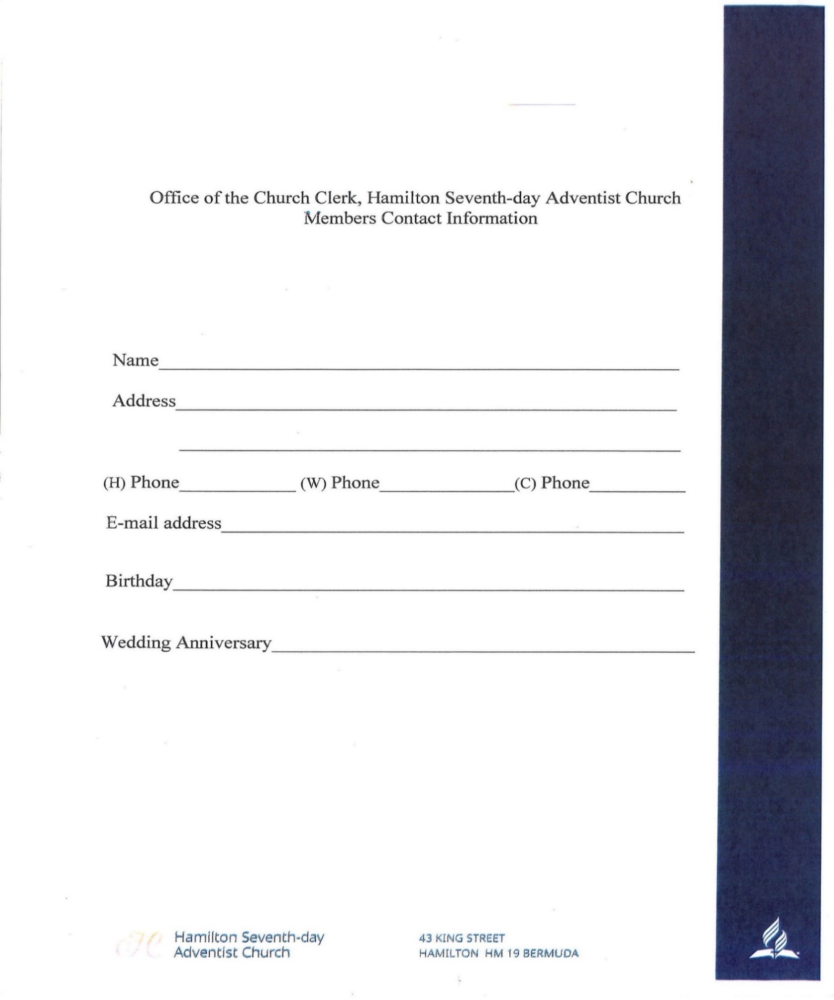 Office of the Church Clerk, Hamilton Seventh-day Adventist Church
Members Contact Information
Name
Address
(H) Phone (W) Phone (C) Phone
E-mail address
Birthday
Wedding Anniversary
H Hamilton Seventh-day
Adventist Church
43 KING STREET
HAMILTON HM 19 BERMUDA